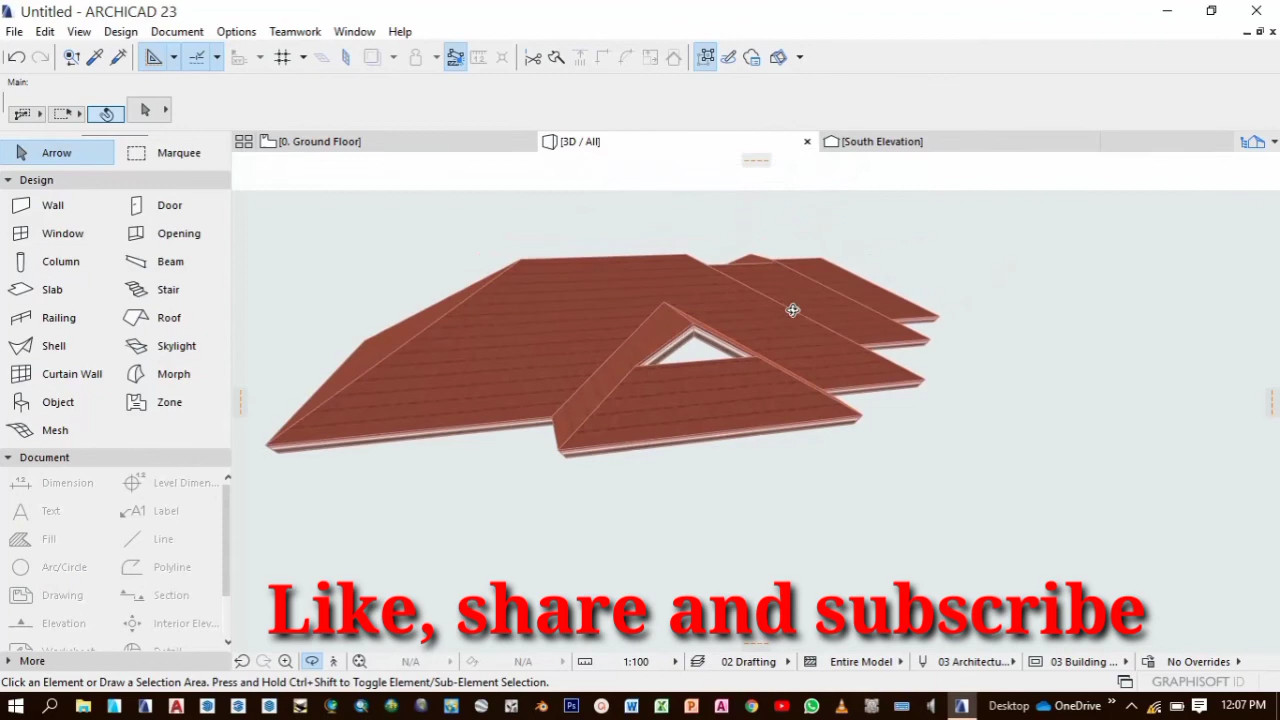 Untitled - ARCHICAD 23
File Edit View Design Document Options Teamwork Window Help
Main:
[0. Ground Floor] [3D / All] [South Elevation]
Arrow Marquee
Design
Wall Door
Window Opening
Column Beam
Slab Stair
Railing Roof
Shell Skylight
Curtain Wall Morph
Object Zone
Mesh
Document
Dimension Level Dimen...
Text Label
Fill Line
Arc/Circle Polyline
Drawing Section
Elevation Interior Elev...
More
Like, share and subscribe
N/A N/A 1:100 02 Drafting Entire Model 03 Architectu... 03 Building ... No Overrides
Click an Element or Draw a Selection Area. Press and Hold Ctrl+Shift to Toggle Element/Sub-Element Selection.
GRAPHISOFT ID
Desktop OneDrive 12:07 PM